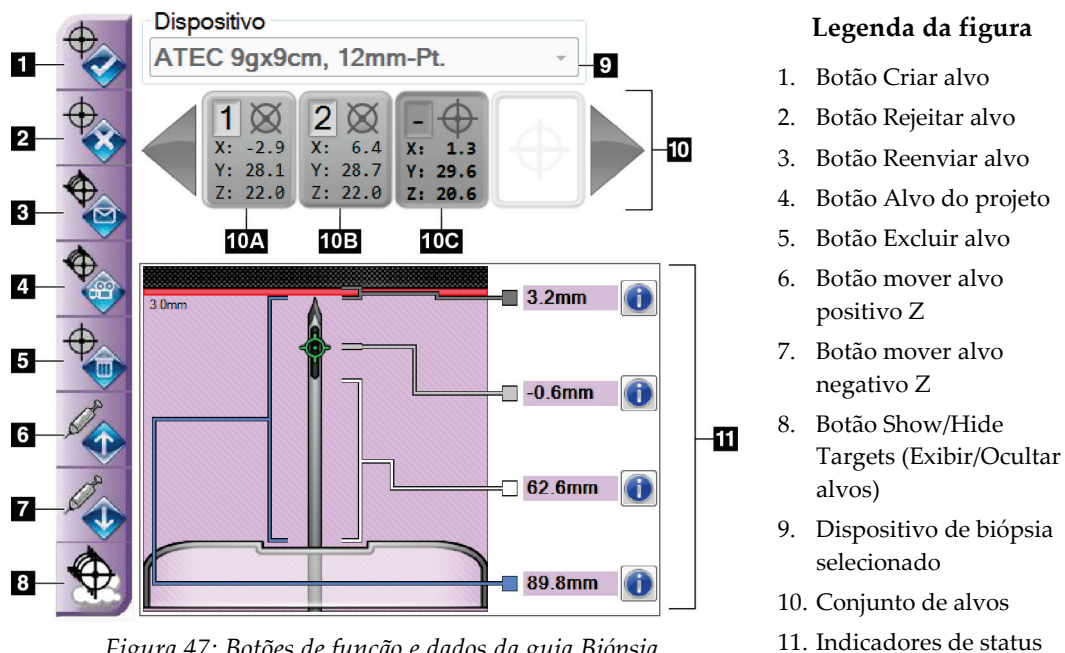 Dispositivo
ATEC 9gx9cm, 12mm-Pt.
1
2
3
4
5
6
7
8
9
1
X: -2.9
Y: 28.1
Z: 22.0
2
X: 6.4
Y: 28.7
Z: 22.0
-
X: 1.3
Y: 29.6
Z: 20.6
10
10A
10B
10C
3.0mm
3.2mm
-0.6mm
62.6mm
89.8mm
11
Figura 47: Botões de função e dados da guia Biópsia
Legenda da figura
1. Botão Criar alvo
2. Botão Rejeitar alvo
3. Botão Reenviar alvo
4. Botão Alvo do projeto
5. Botão Excluir alvo
6. Botão mover alvo
positivo Z
7. Botão mover alvo
negativo Z
8. Botão Show/Hide
Targets (Exibir/Ocultar
alvos)
9. Dispositivo de biópsia
selecionado
10. Conjunto de alvos
11. Indicadores de status